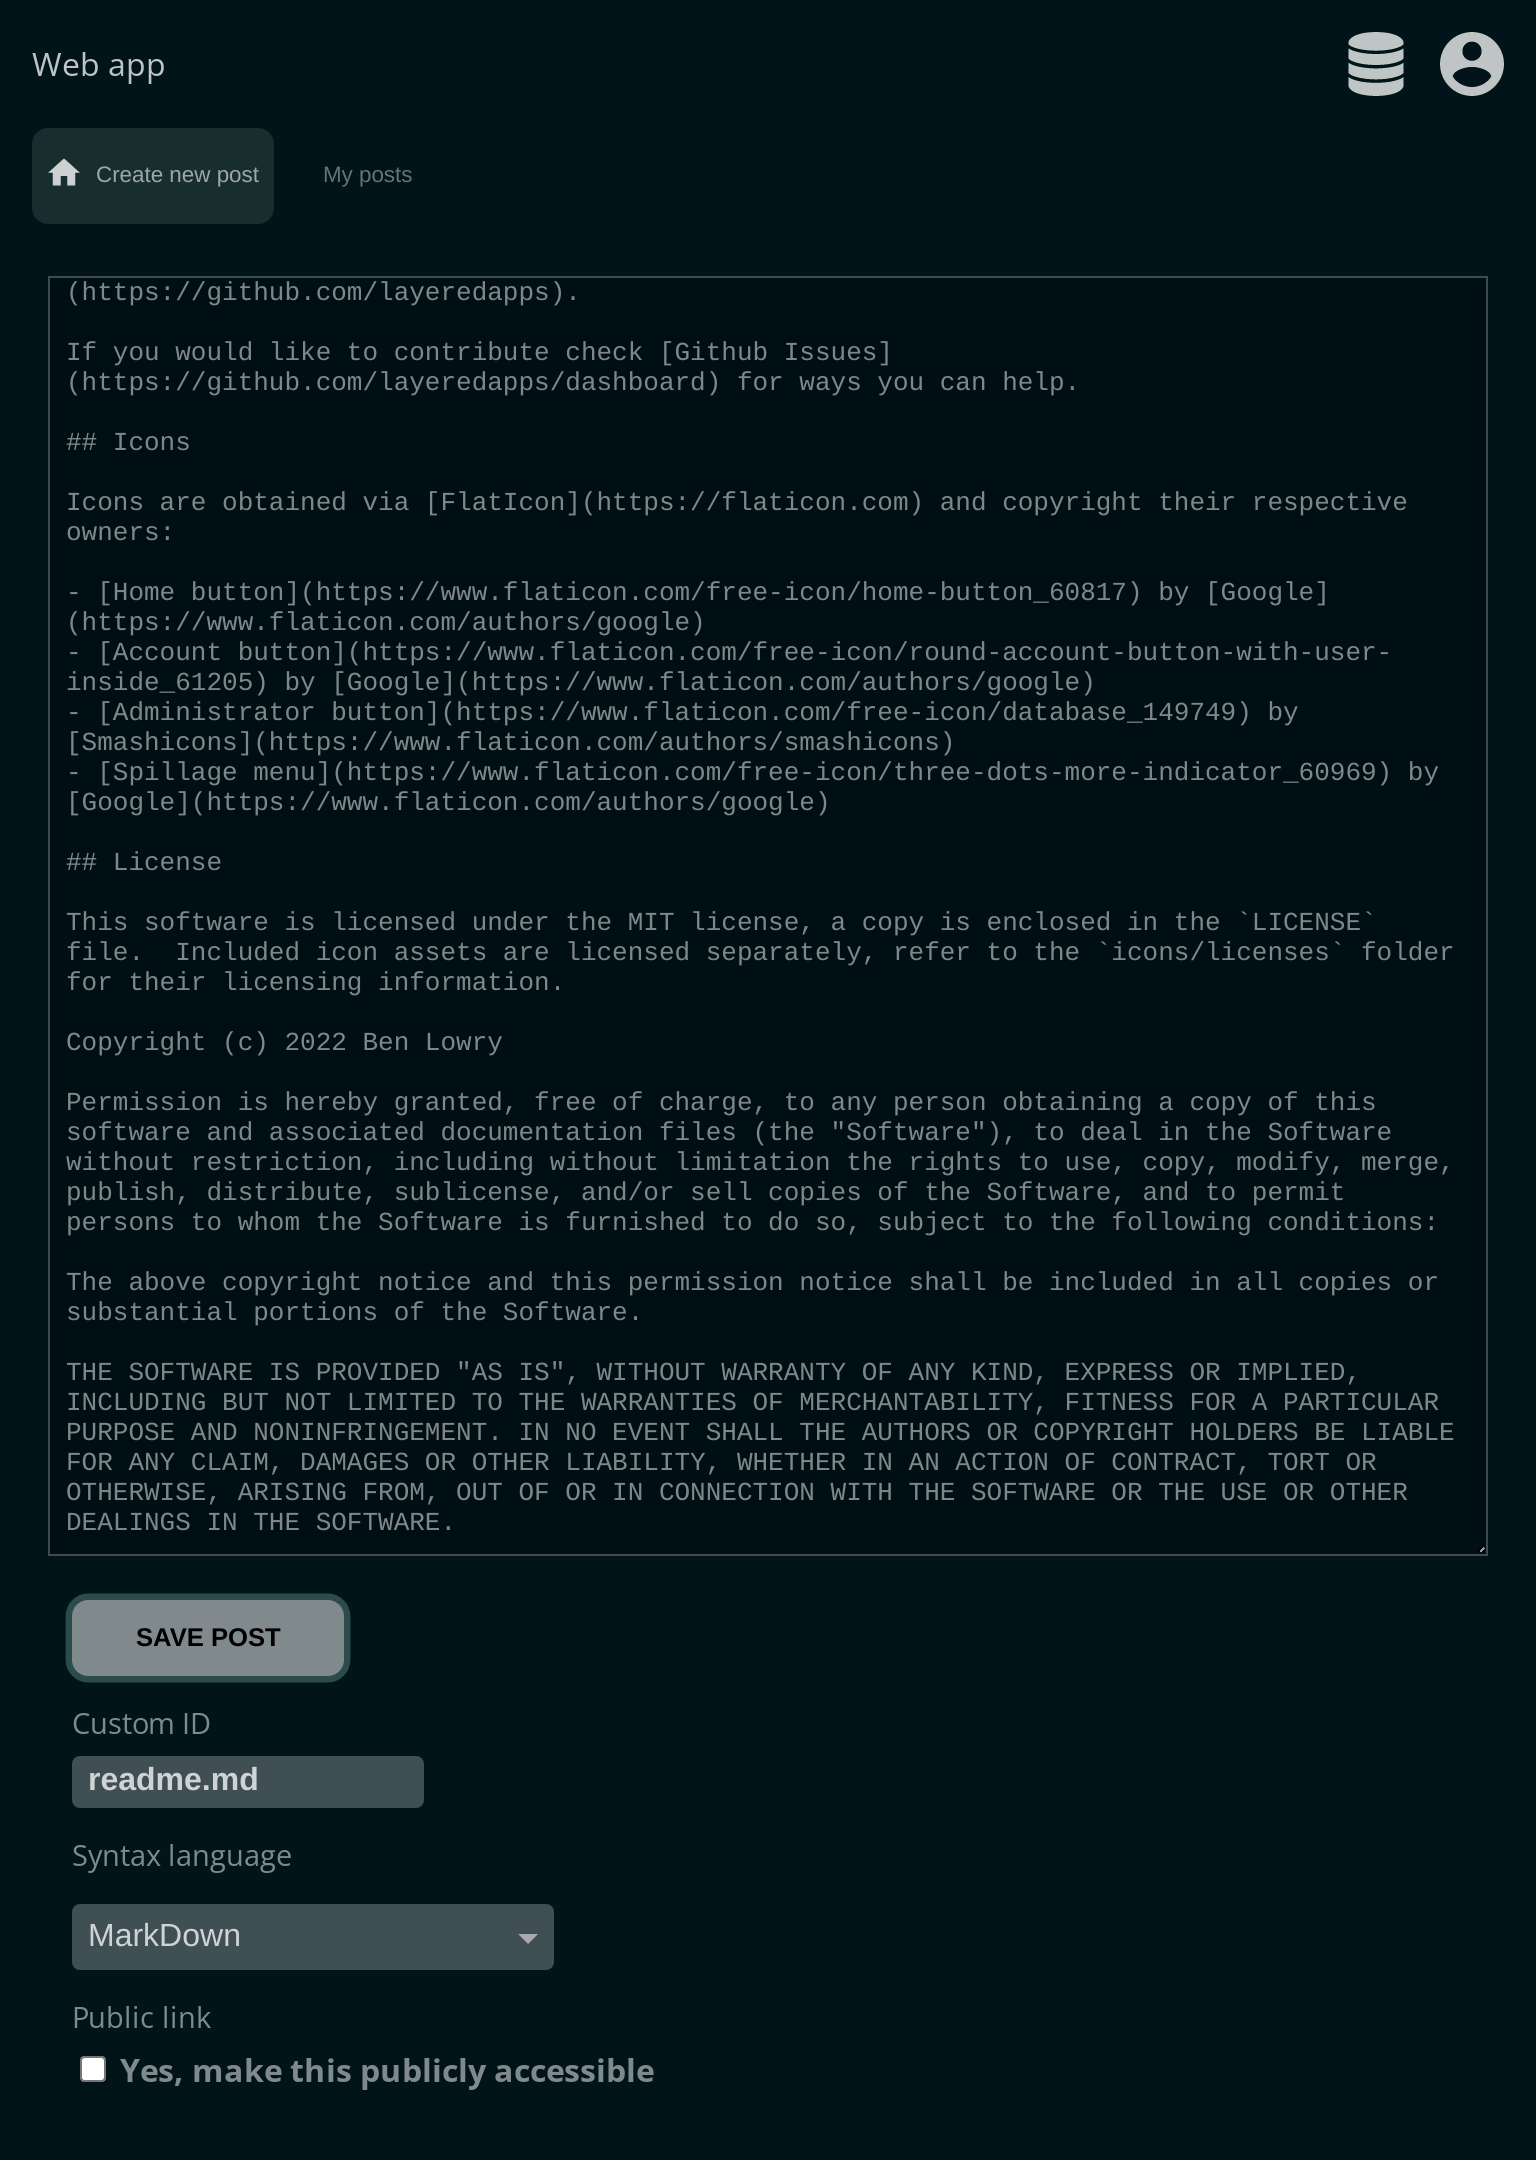 Web app
Create new post
My posts
(https://github.com/layeredapps).
If you would like to contribute check [Github Issues]
(https://github.com/layeredapps/dashboard) for ways you can help.
## Icons
Icons are obtained via [FlatIcon](https://flaticon.com) and copyright their respective
owners:
- [Home button](https://www.flaticon.com/free-icon/home-button_60817) by [Google]
(https://www.flaticon.com/authors/google)
- [Account button](https://www.flaticon.com/free-icon/round-account-button-with-user-
inside_61205) by [Google](https://www.flaticon.com/authors/google)
- [Administrator button](https://www.flaticon.com/free-icon/database_149749) by
[Smashicons](https://www.flaticon.com/authors/smashicons)
- [Spillage menu](https://www.flaticon.com/free-icon/three-dots-more-indicator_60969) by
[Google](https://www.flaticon.com/authors/google)
## License
This software is licensed under the MIT license, a copy is enclosed in the `LICENSE`
file.  Included icon assets are licensed separately, refer to the `icons/licenses` folder
for their licensing information.
Copyright (c) 2022 Ben Lowry
Permission is hereby granted, free of charge, to any person obtaining a copy of this
software and associated documentation files (the "Software"), to deal in the Software
without restriction, including without limitation the rights to use, copy, modify, merge,
publish, distribute, sublicense, and/or sell copies of the Software, and to permit
persons to whom the Software is furnished to do so, subject to the following conditions:
The above copyright notice and this permission notice shall be included in all copies or
substantial portions of the Software.
THE SOFTWARE IS PROVIDED "AS IS", WITHOUT WARRANTY OF ANY KIND, EXPRESS OR IMPLIED,
INCLUDING BUT NOT LIMITED TO THE WARRANTIES OF MERCHANTABILITY, FITNESS FOR A PARTICULAR
PURPOSE AND NONINFRINGEMENT. IN NO EVENT SHALL THE AUTHORS OR COPYRIGHT HOLDERS BE LIABLE
FOR ANY CLAIM, DAMAGES OR OTHER LIABILITY, WHETHER IN AN ACTION OF CONTRACT, TORT OR
OTHERWISE, ARISING FROM, OUT OF OR IN CONNECTION WITH THE SOFTWARE OR THE USE OR OTHER
DEALINGS IN THE SOFTWARE.
SAVE POST
Custom ID
readme.md
Syntax language
MarkDown
Public link
Yes, make this publicly accessible